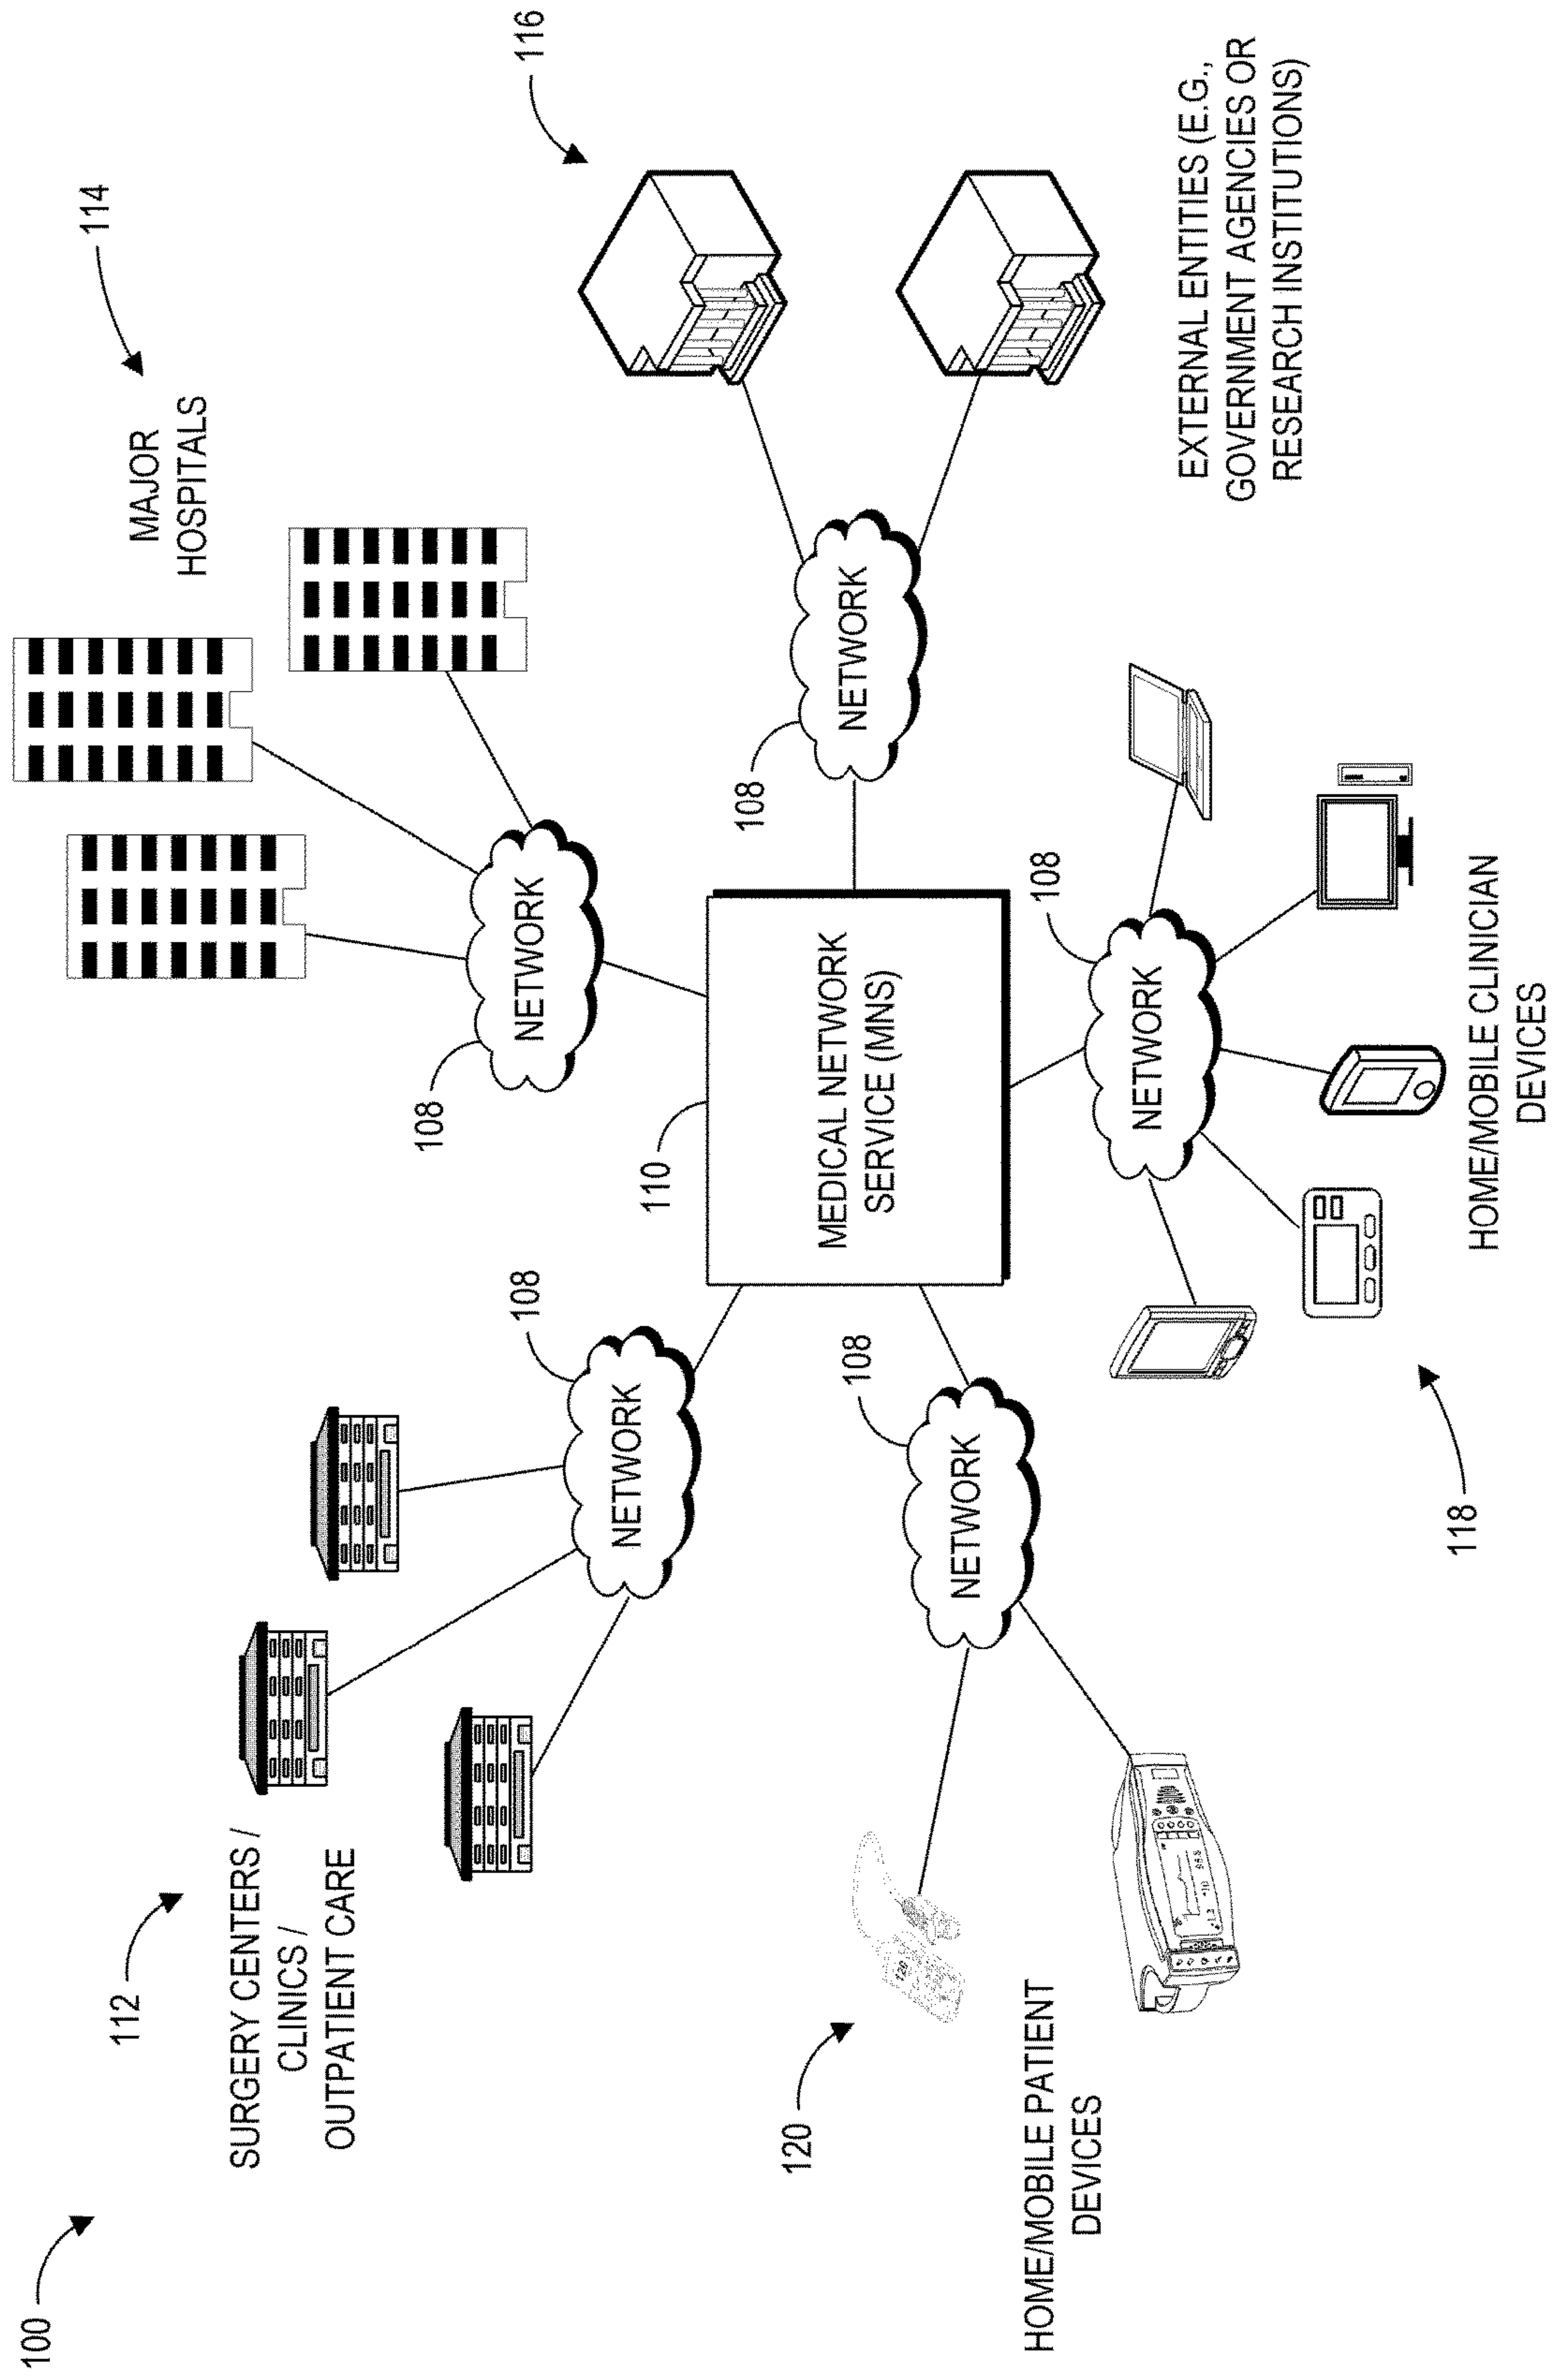 100
112
SURGERY CENTERS /
CLINICS /
OUTPATIENT CARE
114
MAJOR
HOSPITALS
116
108
NETWORK
108
NETWORK
108
NETWORK
110
MEDICAL NETWORK
SERVICE (MNS)
120
HOME/MOBILE PATIENT
DEVICES
120
108
NETWORK
108
NETWORK
118
HOME/MOBILE CLINICIAN
DEVICES
EXTERNAL ENTITIES (E.G.,
GOVERNMENT AGENCIES OR
RESEARCH INSTITUTIONS)